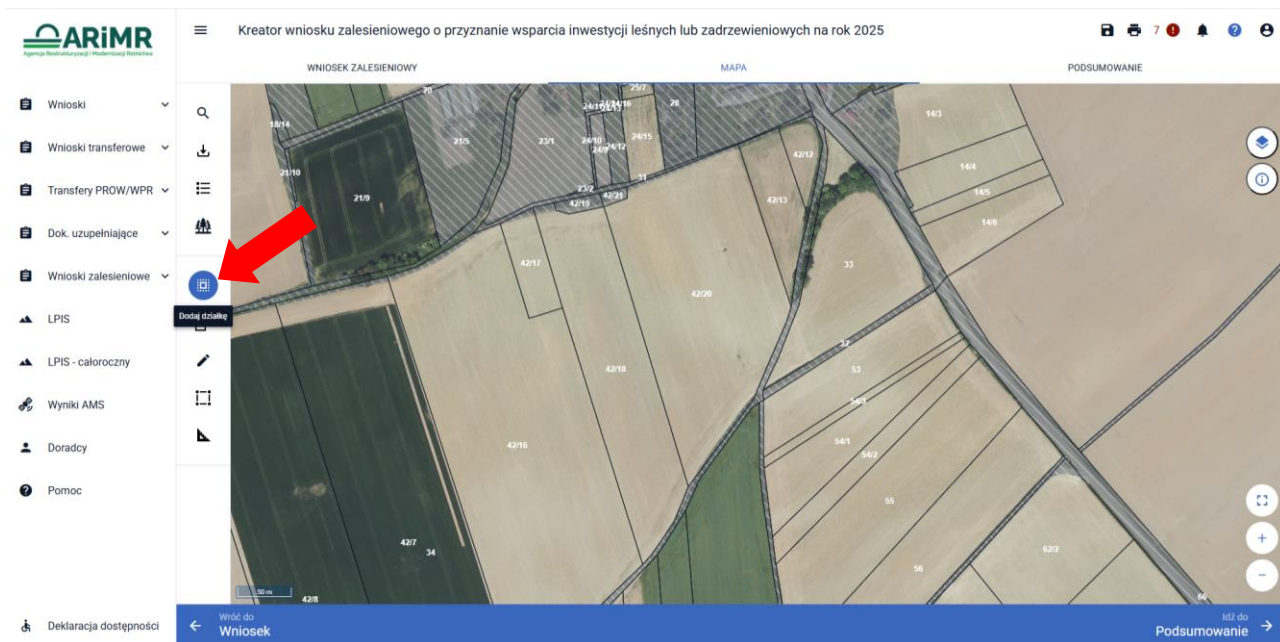 ARiMR
Agencja Restrukturyzacji i Modernizacji Rolnictwa
Kreator wniosku zalesieniowego o przyznanie wsparcia inwestycji leśnych lub zadrzewieniowych na rok 2025
7
WNIOSEK ZALESIENIOWY
MAPA
PODSUMOWANIE
Wnioski
Wnioski transferowe
Transfery PROW/WPR
Dok. uzupełniające
Wnioski zalesieniowe
LPIS
LPIS - całoroczny
Wyniki AMS
Doradcy
Pomoc
Deklaracja dostępności
Dodaj działkę
20
25/7
28
18/14
24/16
14/3
21/5
23/1
24/10
24/15
24/12
42/12
21/10
14/4
31
21/9
23/2
42/21
42/19
42/13
14/5
14/6
42/17
33
42/20
32
42/18
53
54/1
54/2
42/16
55
42/7
34
62/2
56
50 m
42/8
66
Wróć do
Wniosek
Idź do
Podsumowanie